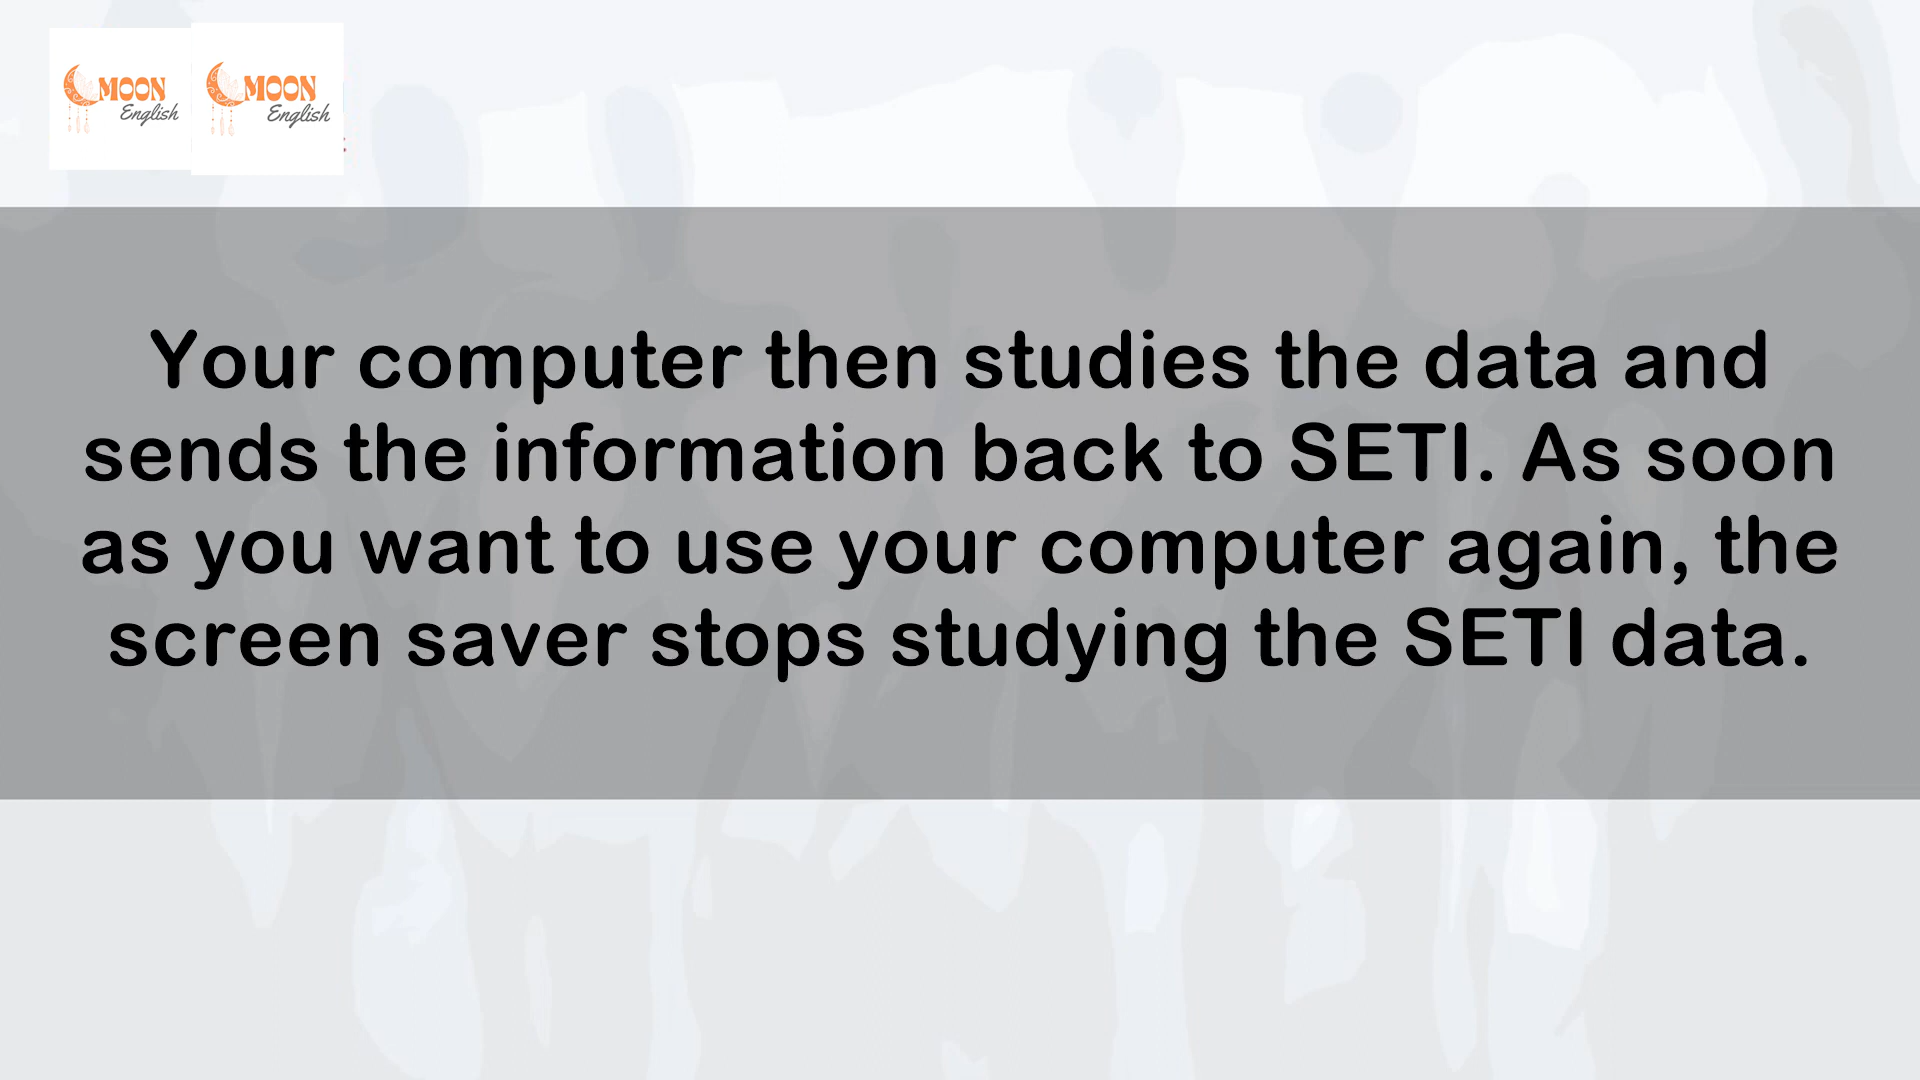 MOON
English
MOON
English
Your computer then studies the data and
sends the information back to SETI. As soon
as you want to use your computer again, the
screen saver stops studying the SETI data.